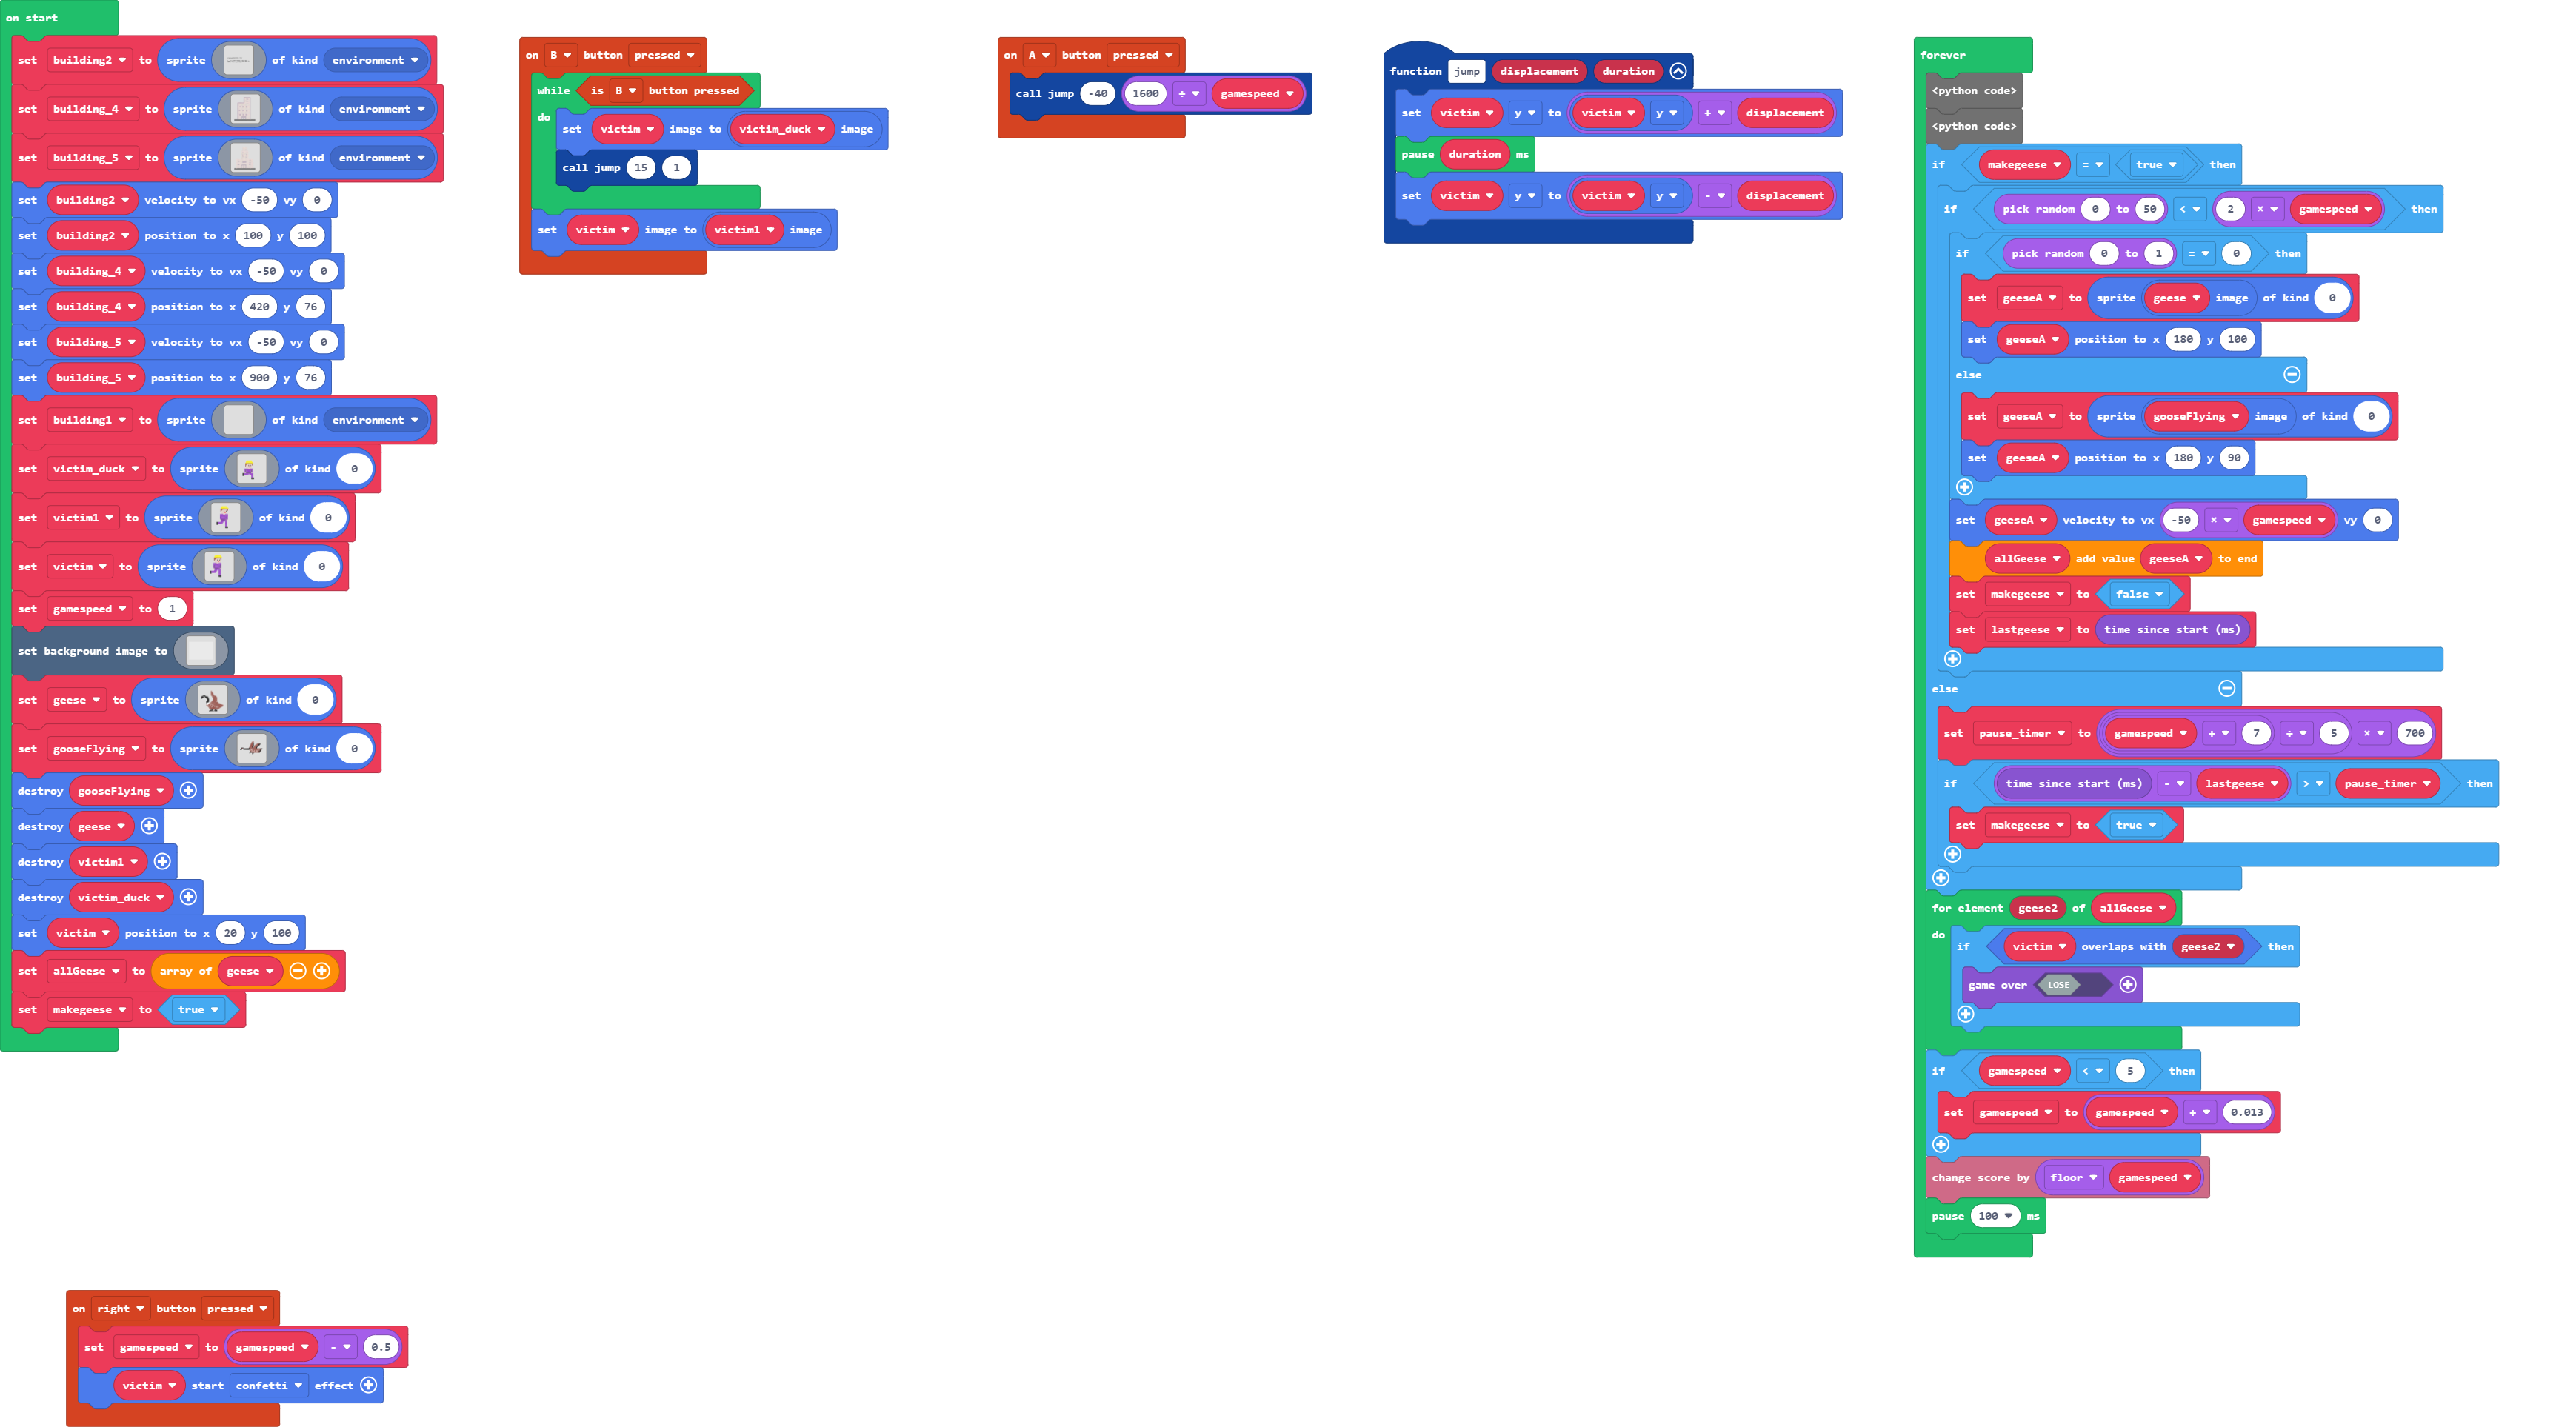 on start
set building2 to sprite of kind environment
set building_4 to sprite of kind environment
set building_5 to sprite of kind environment
set building2 velocity to vx -50 vy 0
set building2 position to x 100 y 100
set building_4 velocity to vx -50 vy 0
set building_4 position to x 420 y 76
set building_5 velocity to vx -50 vy 0
set building_5 position to x 900 y 76
set building1 to sprite of kind environment
set victim_duck to sprite of kind 0
set victim1 to sprite of kind 0
set victim to sprite of kind 0
set gamespeed to 1
set background image to
set geese to sprite of kind 0
set gooseFlying to sprite of kind 0
destroy gooseFlying
destroy geese
destroy victim1
destroy victim_duck
set victim position to x 20 y 100
set allGeese to array of geese
set makegeese to true
on right button pressed
set gamespeed to gamespeed - 0.5
victim start confetti effect
on B button pressed
while is B button pressed
do
set victim image to victim_duck image
call jump 15 1
set victim image to victim1 image
on A button pressed
call jump -40 1600 ÷ gamespeed
function jump displacement duration
set victim y to victim y + displacement
pause duration ms
set victim y to victim y - displacement
forever
<python code>
<python code>
if makegeese = true then
if pick random 0 to 50 < 2 × gamespeed then
if pick random 0 to 1 = 0 then
set geeseA to sprite geese image of kind 0
set geeseA position to x 180 y 100
else
set geeseA to sprite gooseFlying image of kind 0
set geeseA position to x 180 y 90
set geeseA velocity to vx -50 × gamespeed vy 0
allGeese add value geeseA to end
set makegeese to false
set lastgeese to time since start (ms)
else
set pause_timer to gamespeed + 7 ÷ 5 × 700
if time since start (ms) - lastgeese > pause_timer then
set makegeese to true
for element geese2 of allGeese
do
if victim overlaps with geese2 then
game over LOSE
if gamespeed < 5 then
set gamespeed to gamespeed + 0.013
change score by floor gamespeed
pause 100 ms